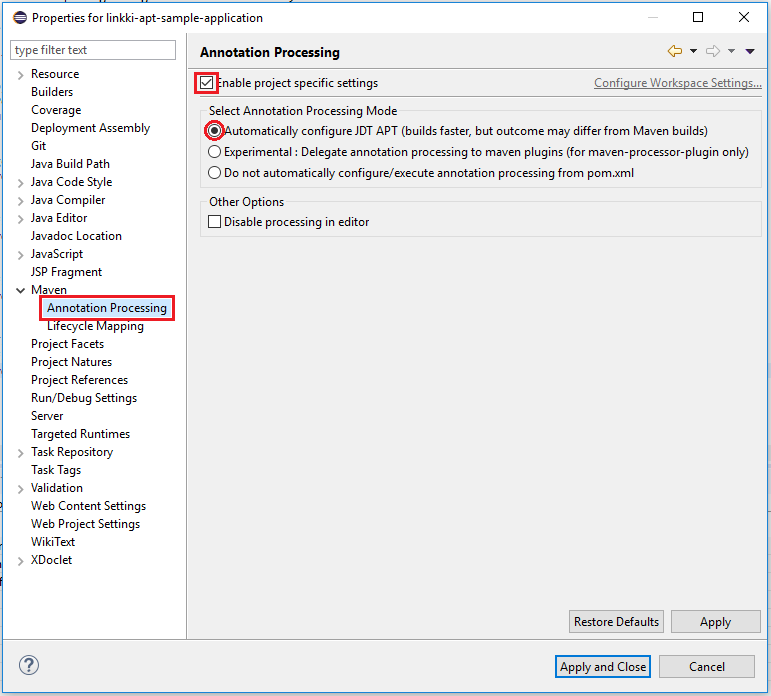 Properties for linkki-apt-sample-application
type filter text
Resource
Builders
Coverage
Deployment Assembly
Git
Java Build Path
Java Code Style
Java Compiler
Java Editor
Javadoc Location
JavaScript
JSP Fragment
Maven
Annotation Processing
Lifecycle Mapping
Project Facets
Project Natures
Project References
Run/Debug Settings
Server
Targeted Runtimes
Task Repository
Task Tags
Validation
Web Content Settings
Web Project Settings
WikiText
XDoclet
Annotation Processing
Enable project specific settings
Configure Workspace Settings...
Select Annotation Processing Mode
Automatically configure JDT APT (builds faster, but outcome may differ from Maven builds)
Experimental : Delegate annotation processing to maven plugins (for maven-processor-plugin only)
Do not automatically configure/execute annotation processing from pom.xml
Other Options
Disable processing in editor
Restore Defaults
Apply
?
Apply and Close
Cancel